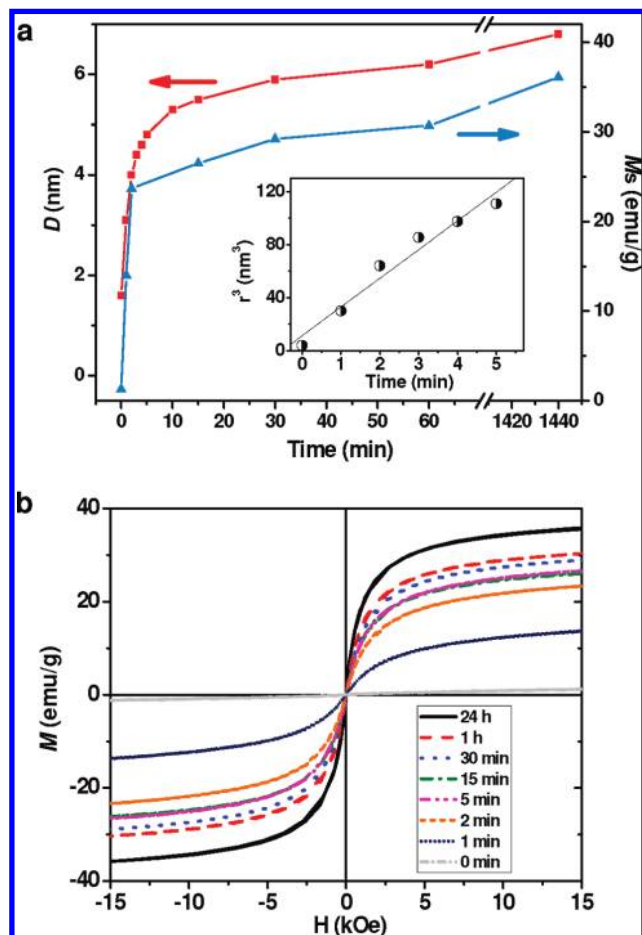 a
40
6
30
120
D (nm)
4
r³ (nm³)
80
20
Ms (emu/g)
2
40
10
0
0
0 1 2 3 4 5
Time (min)
0
0 10 20 30 40 50 60 1420 1440
Time (min)
b
40
20
M (emu/g)
0
24 h
1 h
30 min
15 min
5 min
2 min
1 min
0 min
-20
-40
-15 -10 -5 0 5 10 15
H (kOe)